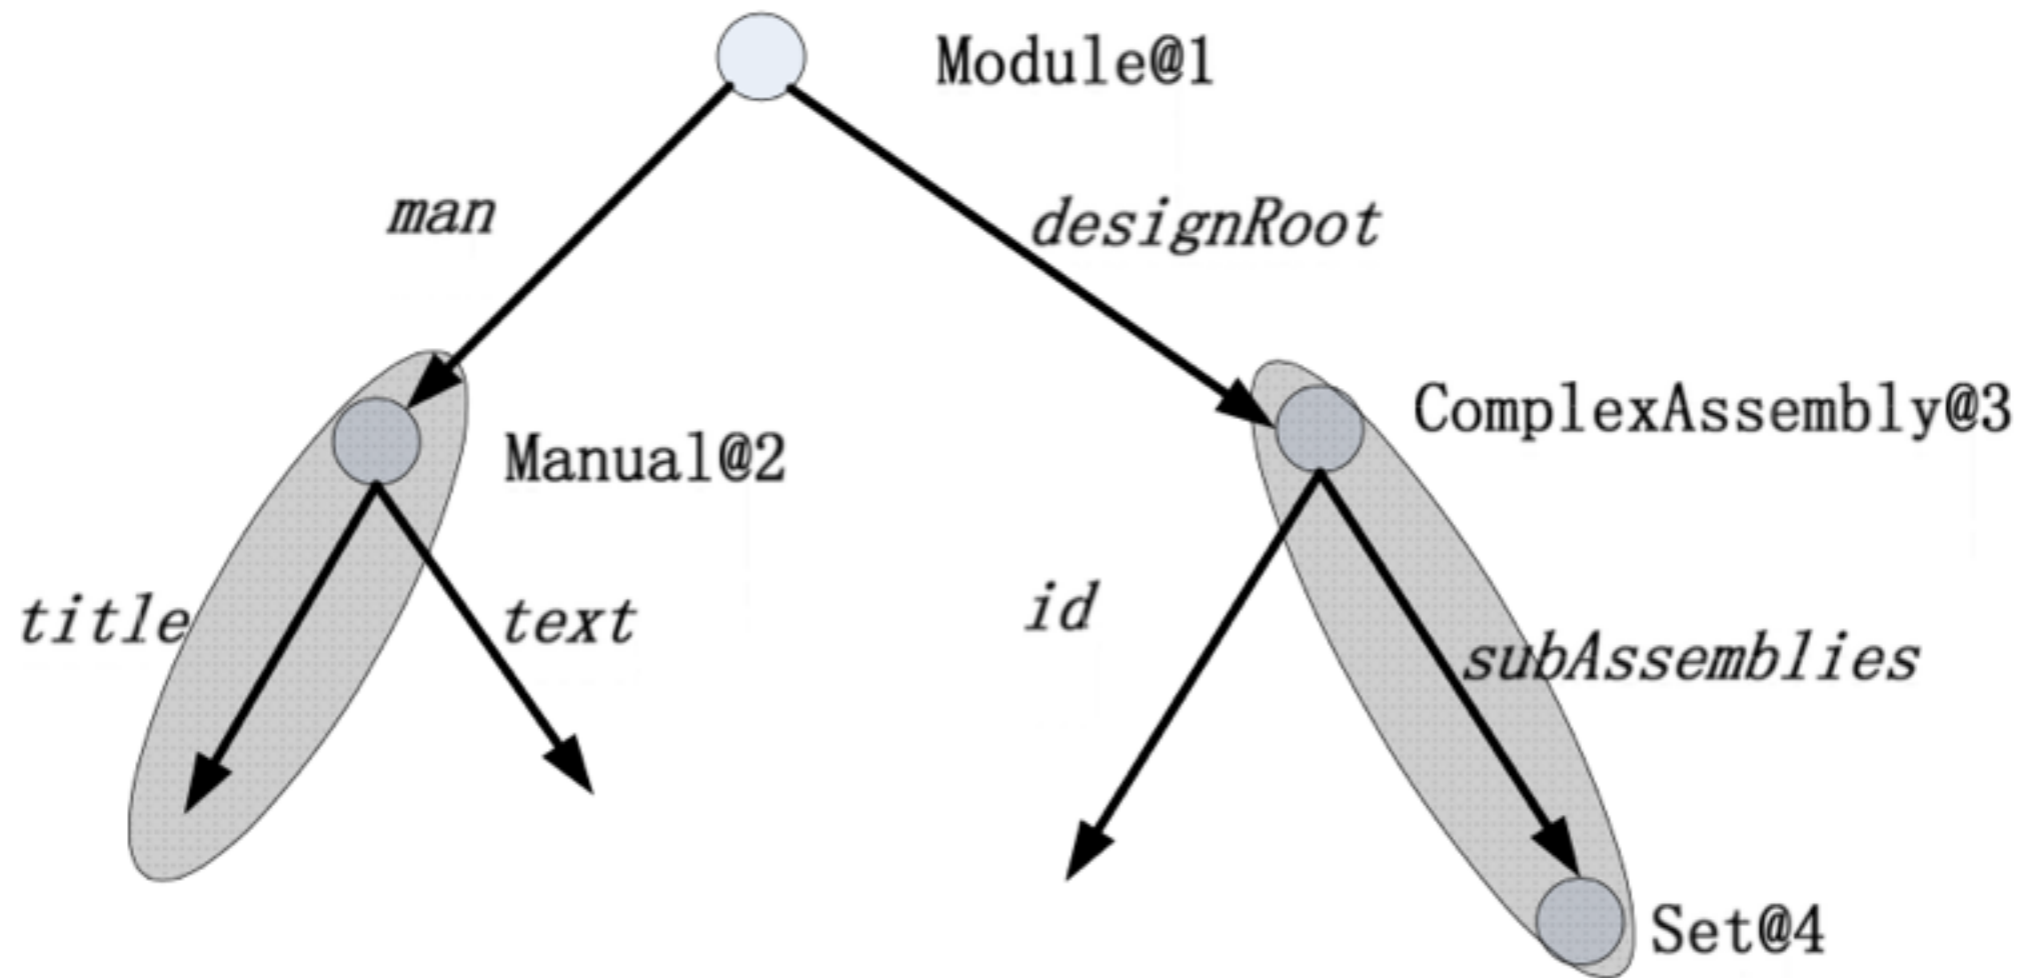 Module@1
man
designRoot
ComplexAssembly@3
Manual@2
title
text
id
subAssemblies
Set@4